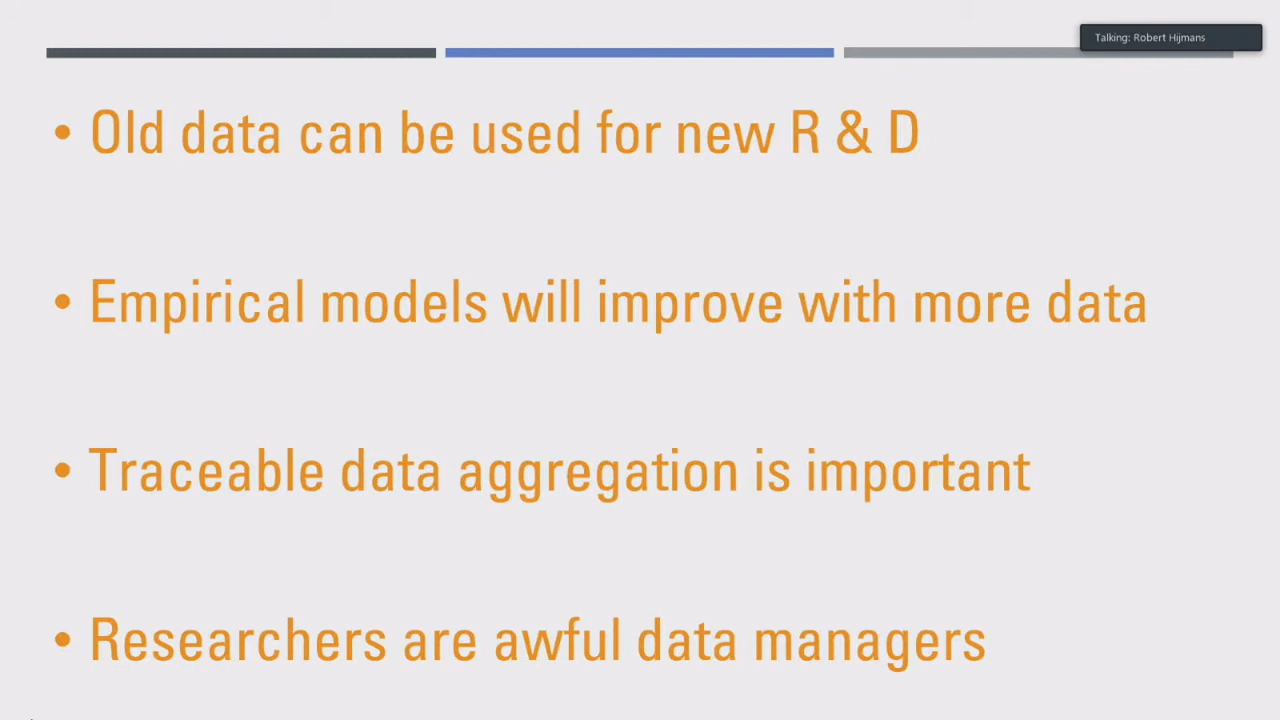 Talking: Robert Hijmans
• Old data can be used for new R & D
• Empirical models will improve with more data
• Traceable data aggregation is important
• Researchers are awful data managers